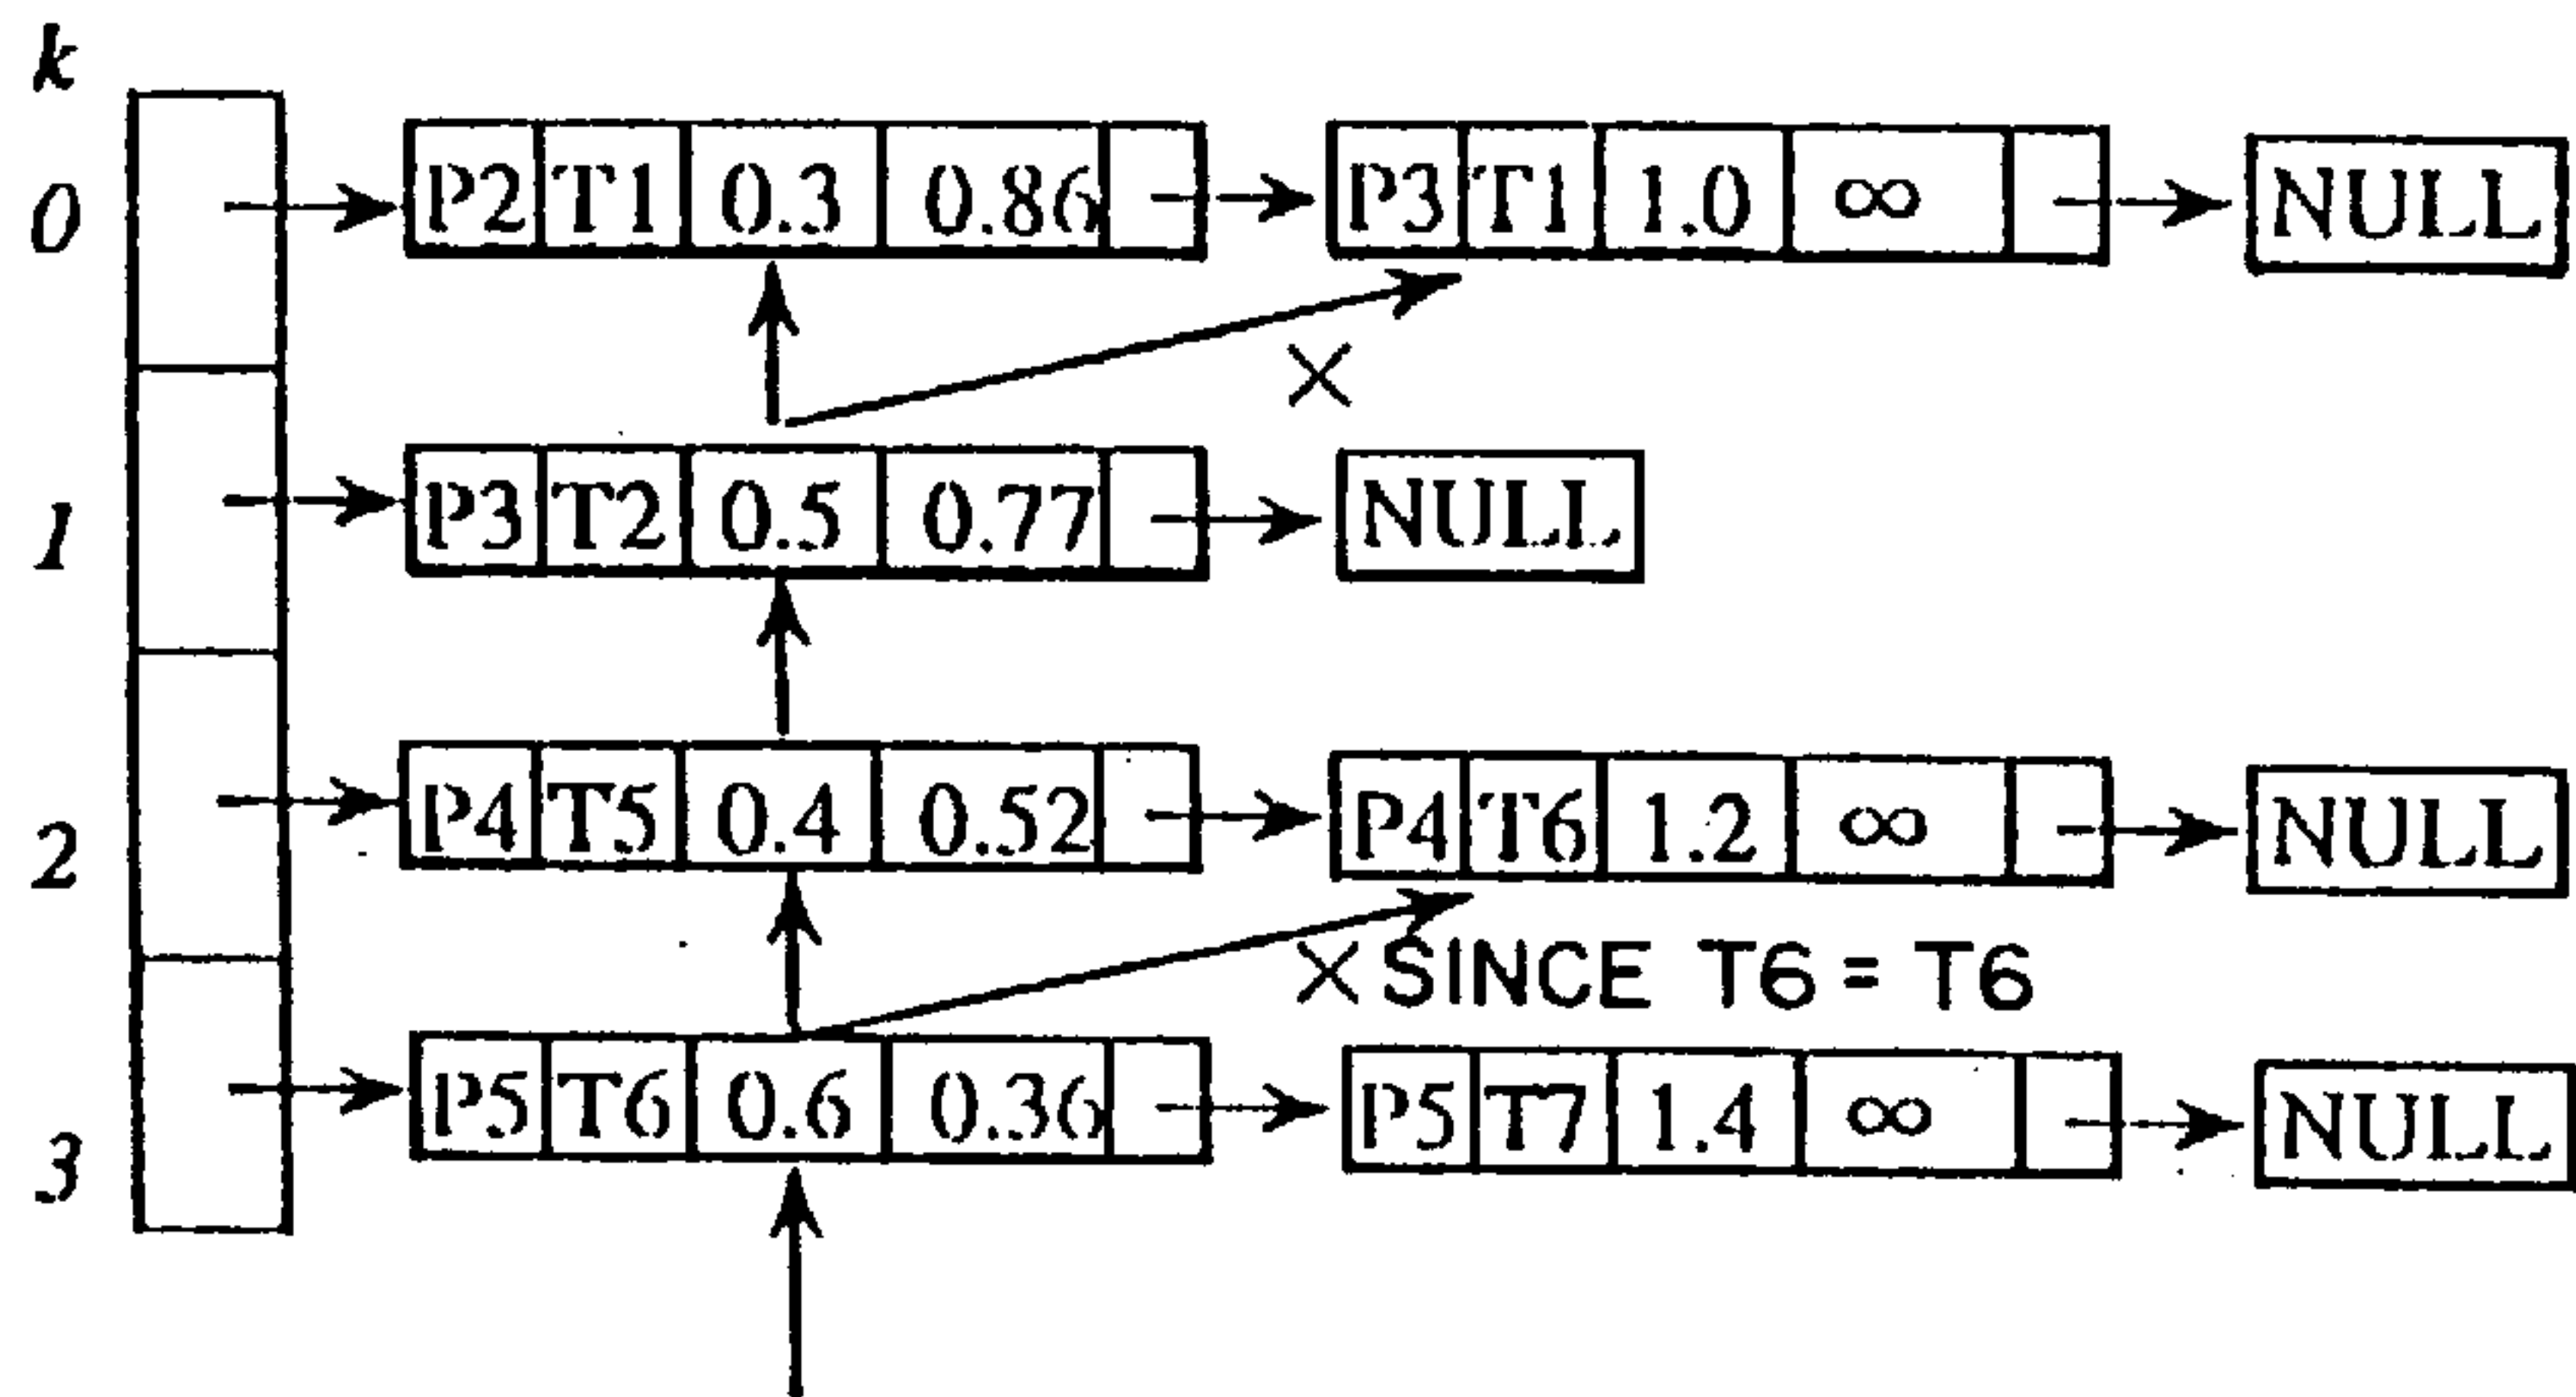 k
0 P2 T1 0.3 0.86 P3 T1 1.0 ∞ NULL
×
1 P3 T2 0.5 0.77 NULL
2 P4 T5 0.4 0.52 P4 T6 1.2 ∞ NULL
× SINCE T6 = T6
3 P5 T6 0.6 0.36 P5 T7 1.4 ∞ NULL